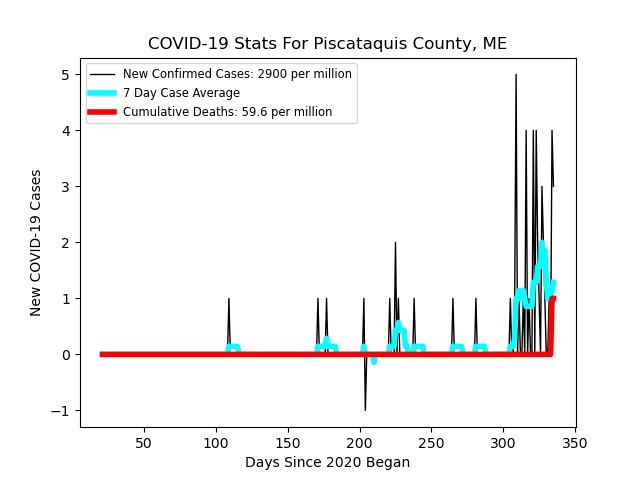 COVID-19 Stats For Piscataquis County, ME
New Confirmed Cases: 2900 per million
7 Day Case Average
Cumulative Deaths: 59.6 per million
New COVID-19 Cases
5
4
3
2
1
0
−1
50 100 150 200 250 300 350
Days Since 2020 Began